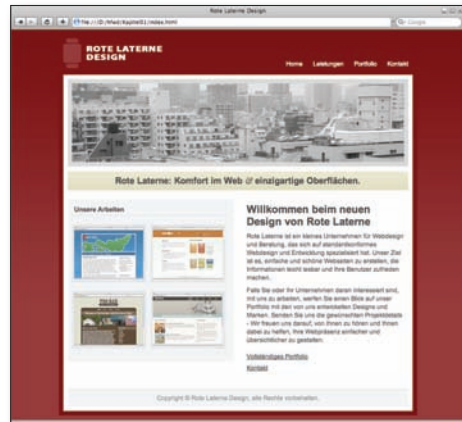 Rote Laterne Design
file:///D:/Mad/Kapitel01/index.html
Google
ROTE LATERNE
DESIGN
Home Leistungen Portfolio Kontakt
Rote Laterne: Komfort im Web & einzigartige Oberflächen.
Unsere Arbeiten
Willkommen beim neuen
Design von Rote Laterne
Rote Laterne ist ein kleines Unternehmen für Webdesign
und Beratung, das sich auf standardkonformes
Webdesign und Entwicklung spezialisiert hat. Unser Ziel
ist es, einfache und schöne Webseiten zu erstellen, die
Informationen leicht lesbar und ihre Benutzer zufrieden
machen.
Falls Sie oder Ihr Unternehmen daran interessiert sind,
mit uns zu arbeiten, werfen Sie einen Blick auf unser
Portfolio mit den von uns entwickelten Designs und
Marken. Senden Sie uns die gewünschten Projektdetails
- Wir freuen uns darauf, von Ihnen zu hören und Ihnen
dabei zu helfen, Ihre Webpräsenz einfacher und
übersichtlicher zu gestalten.
Vollständiges Portfolio
Kontakt
Copyright © Rote Laterne Design, alle Rechte vorbehalten.